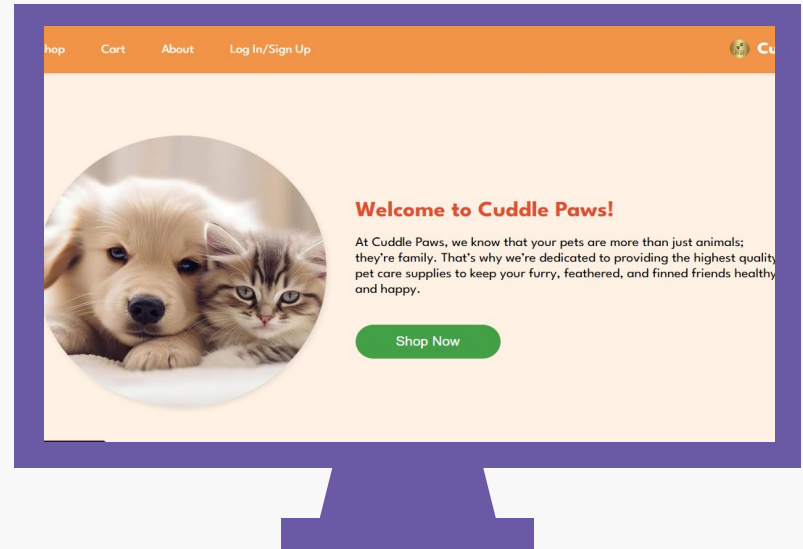 hop Cart About Log In/Sign Up Cu
Welcome to Cuddle Paws!
At Cuddle Paws, we know that your pets are more than just animals;
they're family. That's why we're dedicated to providing the highest quality
pet care supplies to keep your furry, feathered, and finned friends healthy
and happy.
Shop Now